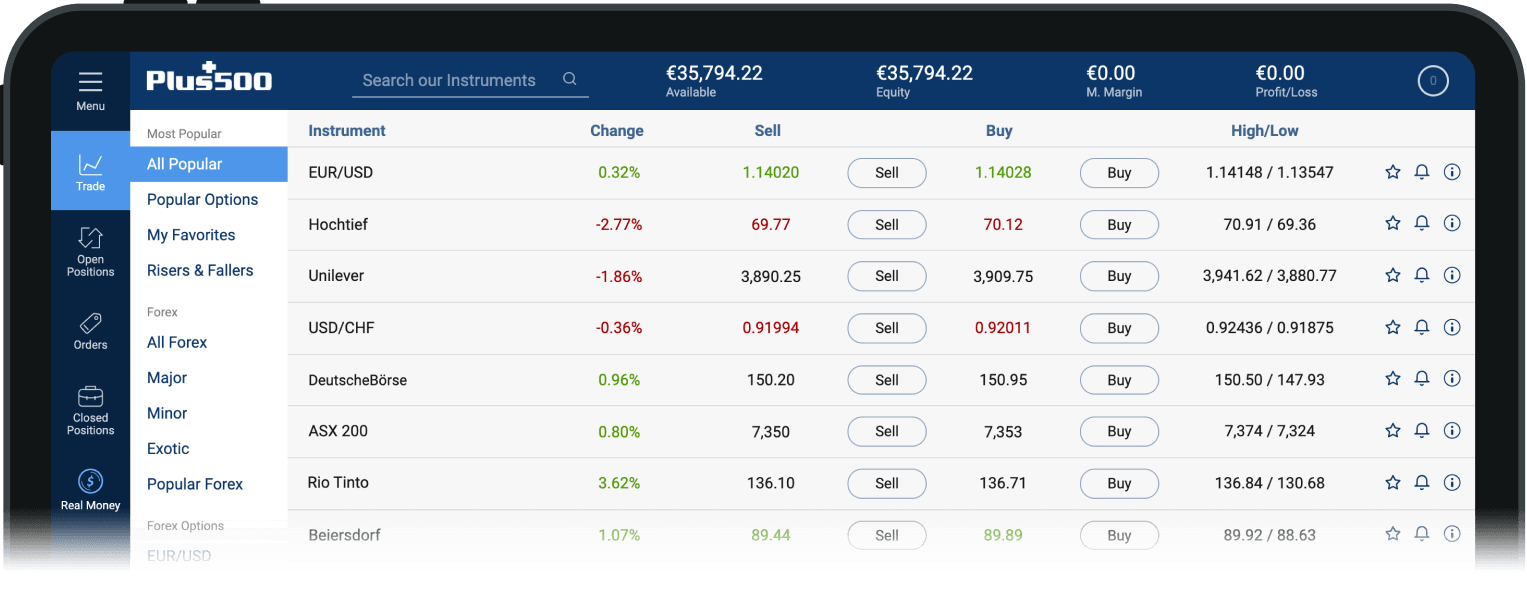 Menu
Plus500
Search our Instruments
€35,794.22
Available
€35,794.22
Equity
€0.00
M. Margin
€0.00
Profit/Loss
0
Trade
Open
Positions
Orders
Closed
Positions
Real Money
Most Popular
All Popular
Popular Options
My Favorites
Risers & Fallers
Forex
All Forex
Major
Minor
Exotic
Popular Forex
Forex Options
EUR/USD
Instrument Change Sell Buy High/Low
EUR/USD 0.32% 1.14020 Sell 1.14028 Buy 1.14148 / 1.13547
Hochtief -2.77% 69.77 Sell 70.12 Buy 70.91 / 69.36
Unilever -1.86% 3,890.25 Sell 3,909.75 Buy 3,941.62 / 3,880.77
USD/CHF -0.36% 0.91994 Sell 0.92011 Buy 0.92436 / 0.91875
DeutscheBörse 0.96% 150.20 Sell 150.95 Buy 150.50 / 147.93
ASX 200 0.80% 7,350 Sell 7,353 Buy 7,374 / 7,324
Rio Tinto 3.62% 136.10 Sell 136.71 Buy 136.84 / 130.68
Beiersdorf 1.07% 89.44 Sell 89.89 Buy 89.92 / 88.63